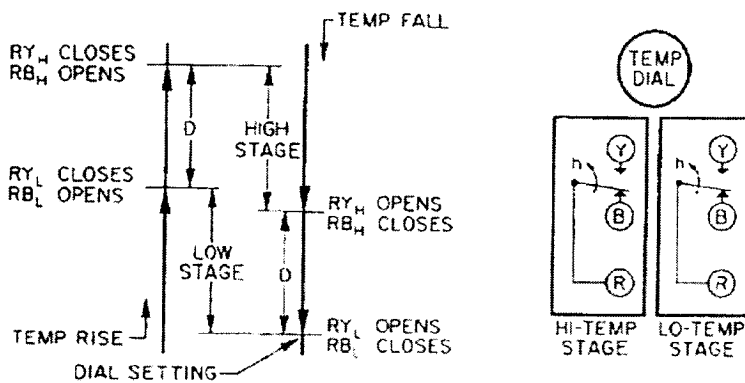 TEMP FALL
RY_H CLOSES
RB_H OPENS
D
HIGH
STAGE
RY_L CLOSES
RB_L OPENS
RY_H OPENS
RB_H CLOSES
LOW
STAGE
D
TEMP RISE
RY_L OPENS
RB_L CLOSES
DIAL SETTING
TEMP
DIAL
Y
h
B
R
HI-TEMP
STAGE
Y
h
B
R
LO-TEMP
STAGE